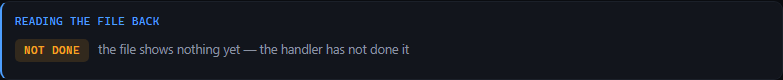 READING THE FILE BACK
NOT DONE the file shows nothing yet — the handler has not done it